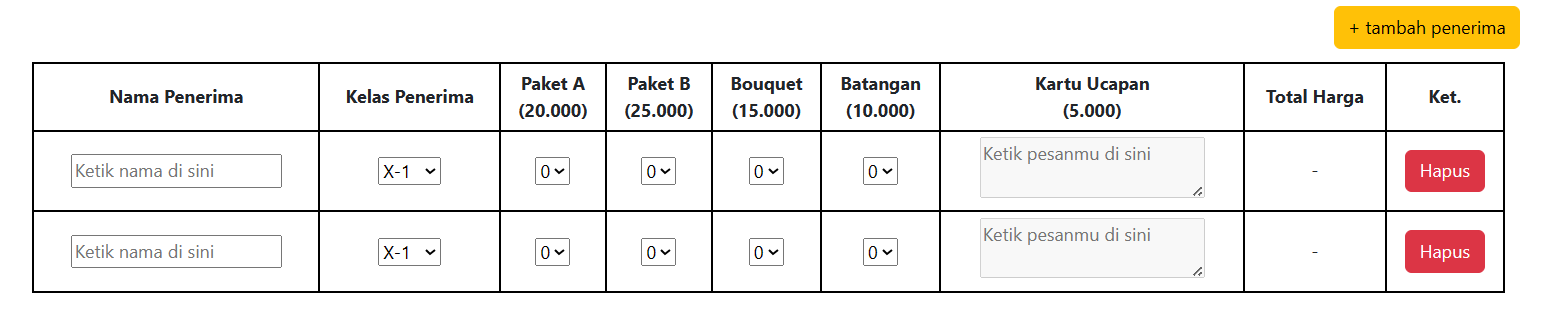 + tambah penerima
Nama Penerima Kelas Penerima Paket A (20.000) Paket B (25.000) Bouquet (15.000) Batangan (10.000) Kartu Ucapan (5.000) Total Harga Ket.
Ketik nama di sini X-1 0 0 0 0 Ketik pesanmu di sini - Hapus
Ketik nama di sini X-1 0 0 0 0 Ketik pesanmu di sini - Hapus